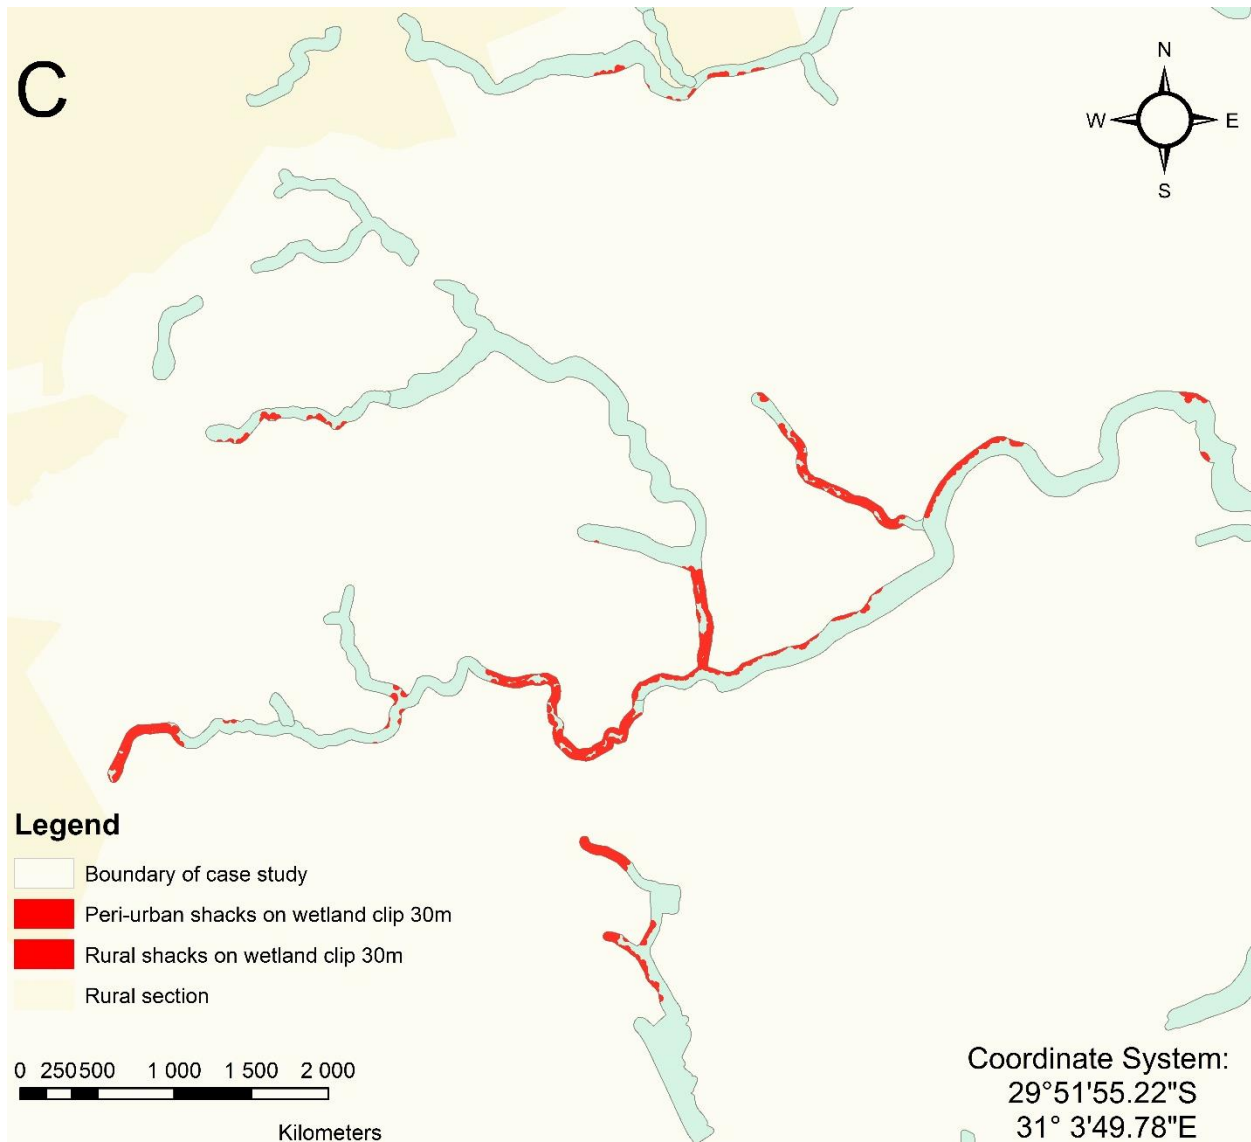 C
N
W
E
S
Legend
Boundary of case study
Peri-urban shacks on wetland clip 30m
Rural shacks on wetland clip 30m
Rural section
0 250 500 1 000 1 500 2 000
Kilometers
Coordinate System:
29°51'55.22"S
31° 3'49.78"E